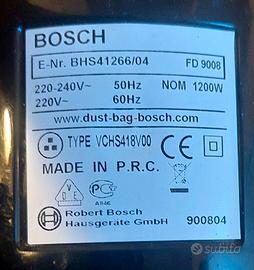 BOSCH
E-Nr. BHS41266/04 FD 9008
220-240V~ 50Hz NOM 1200W
220V~ 60Hz
www.dust-bag-bosch.com
TYPE VCHS418V00 CE
MADE IN P.R.C.
Robert Bosch
Hausgeräte GmbH 900804
subito